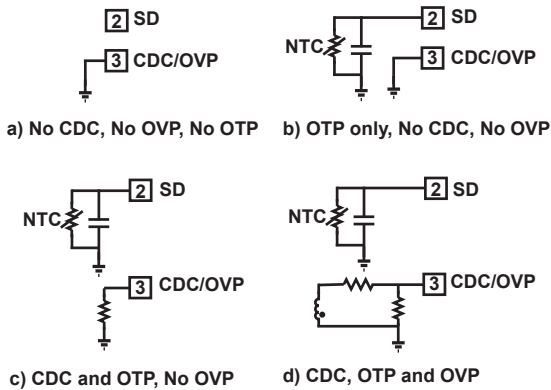 2 SD
3 CDC/OVP
a) No CDC, No OVP, No OTP
NTC
2 SD
3 CDC/OVP
b) OTP only, No CDC, No OVP
NTC
2 SD
3 CDC/OVP
c) CDC and OTP, No OVP
NTC
2 SD
3 CDC/OVP
d) CDC, OTP and OVP